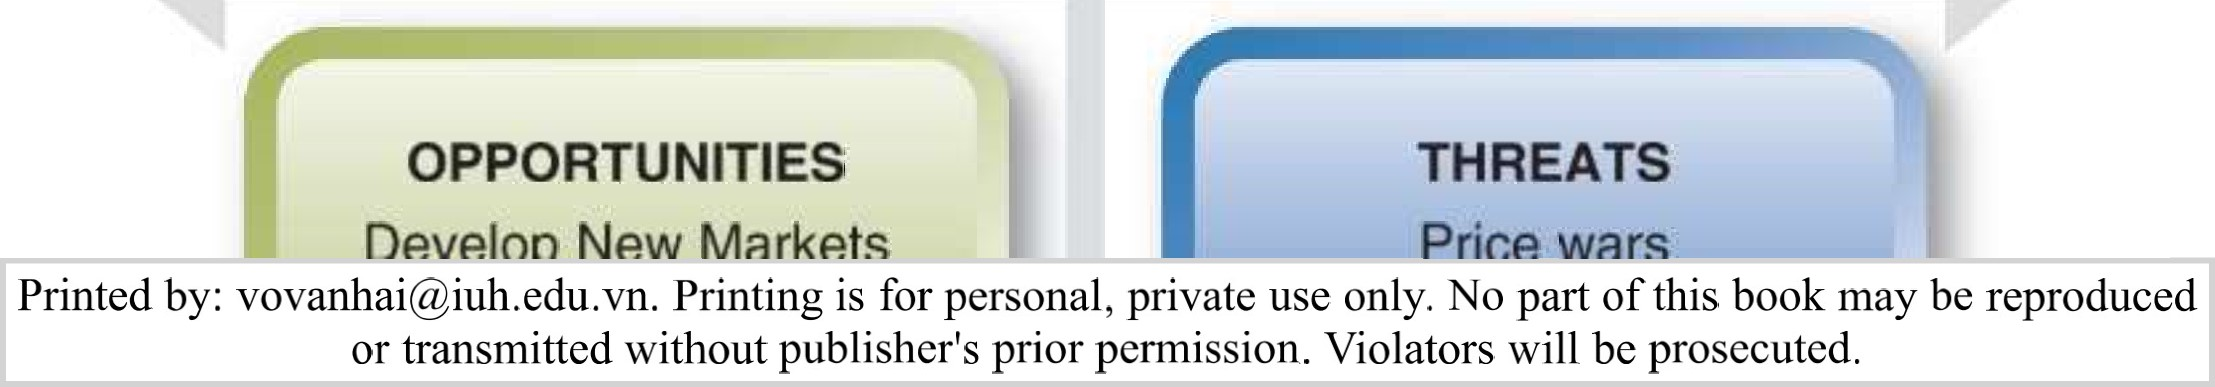 OPPORTUNITIES
Develop New Markets
THREATS
Price wars
Printed by: vovanhai@iuh.edu.vn. Printing is for personal, private use only. No part of this book may be reproduced
or transmitted without publisher's prior permission. Violators will be prosecuted.